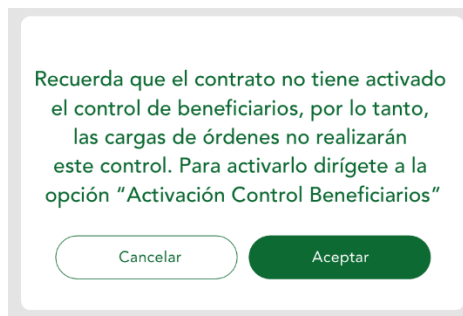 Recuerda que el contrato no tiene activado
el control de beneficiarios, por lo tanto,
las cargas de órdenes no realizarán
este control. Para activarlo dirígete a la
opción “Activación Control Beneficiarios”
Cancelar
Aceptar